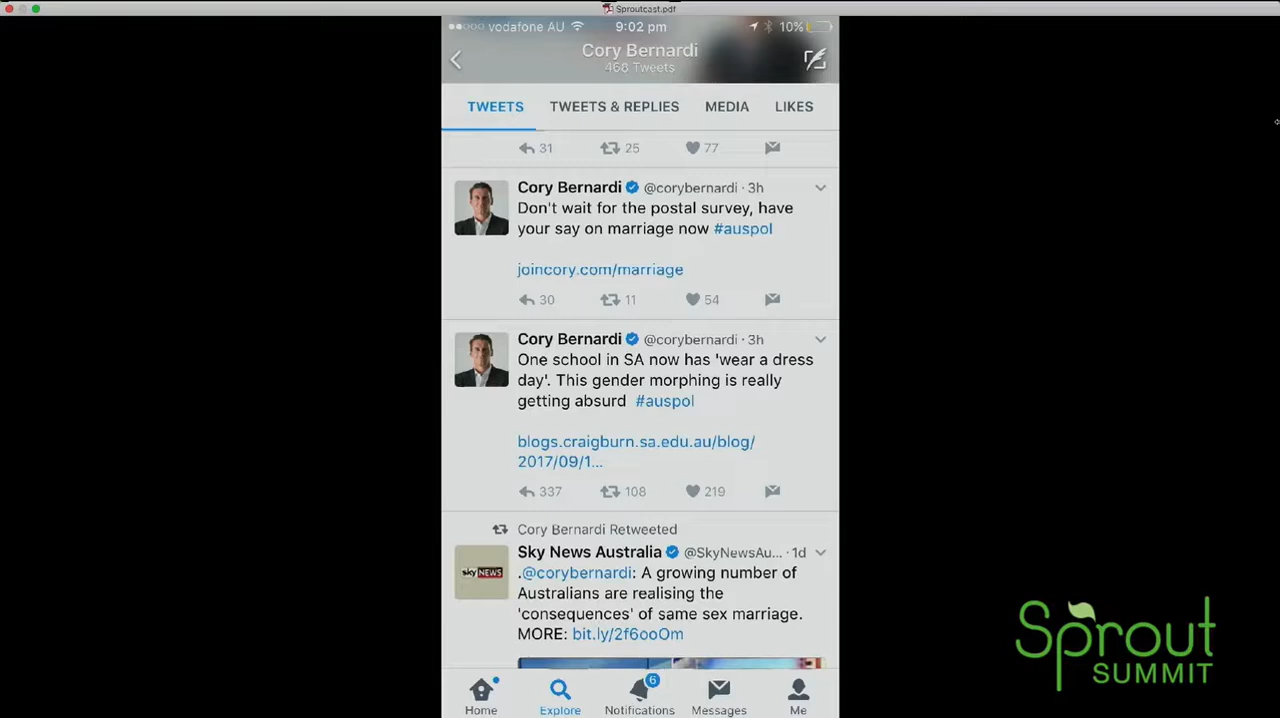 Sproutcast.pdf
vodafone AU 9:02 pm 10%
Cory Bernardi
468 Tweets
TWEETS TWEETS & REPLIES MEDIA LIKES
31 25 77
Cory Bernardi @corybernardi · 3h
Don't wait for the postal survey, have
your say on marriage now #auspol
joincory.com/marriage
30 11 54
Cory Bernardi @corybernardi · 3h
One school in SA now has 'wear a dress
day'. This gender morphing is really
getting absurd #auspol
blogs.craigburn.sa.edu.au/blog/
2017/09/1...
337 108 219
Cory Bernardi Retweeted
Sky News Australia @SkyNewsAu... · 1d
sky NEWS
.@corybernardi: A growing number of
Australians are realising the
'consequences' of same sex marriage.
MORE: bit.ly/2f6ooOm
6
Home Explore Notifications Messages Me
Sprout
SUMMIT